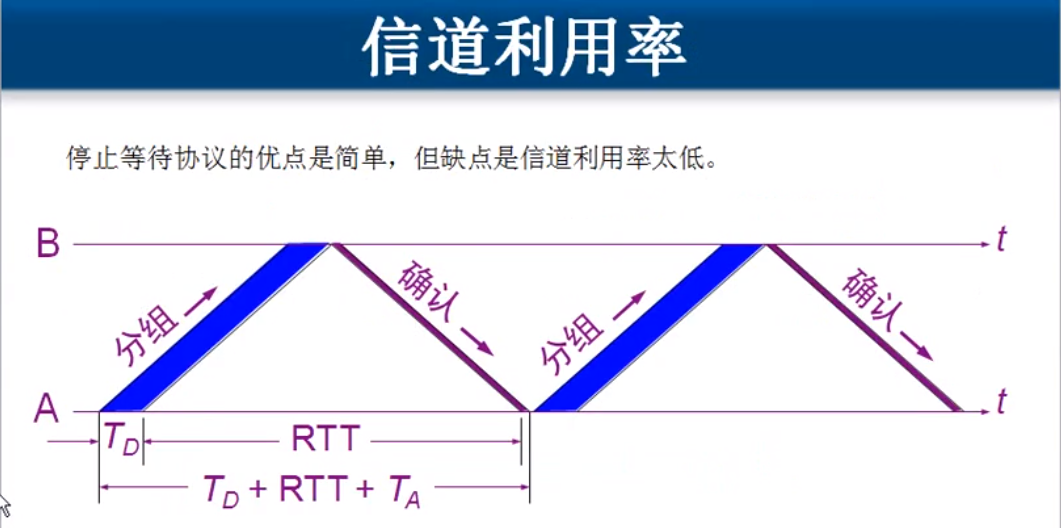 信道利用率
停止等待协议的优点是简单，但缺点是信道利用率太低。
B
t
分组
确认
分组
确认
A
t
T_D
RTT
T_D + RTT + T_A